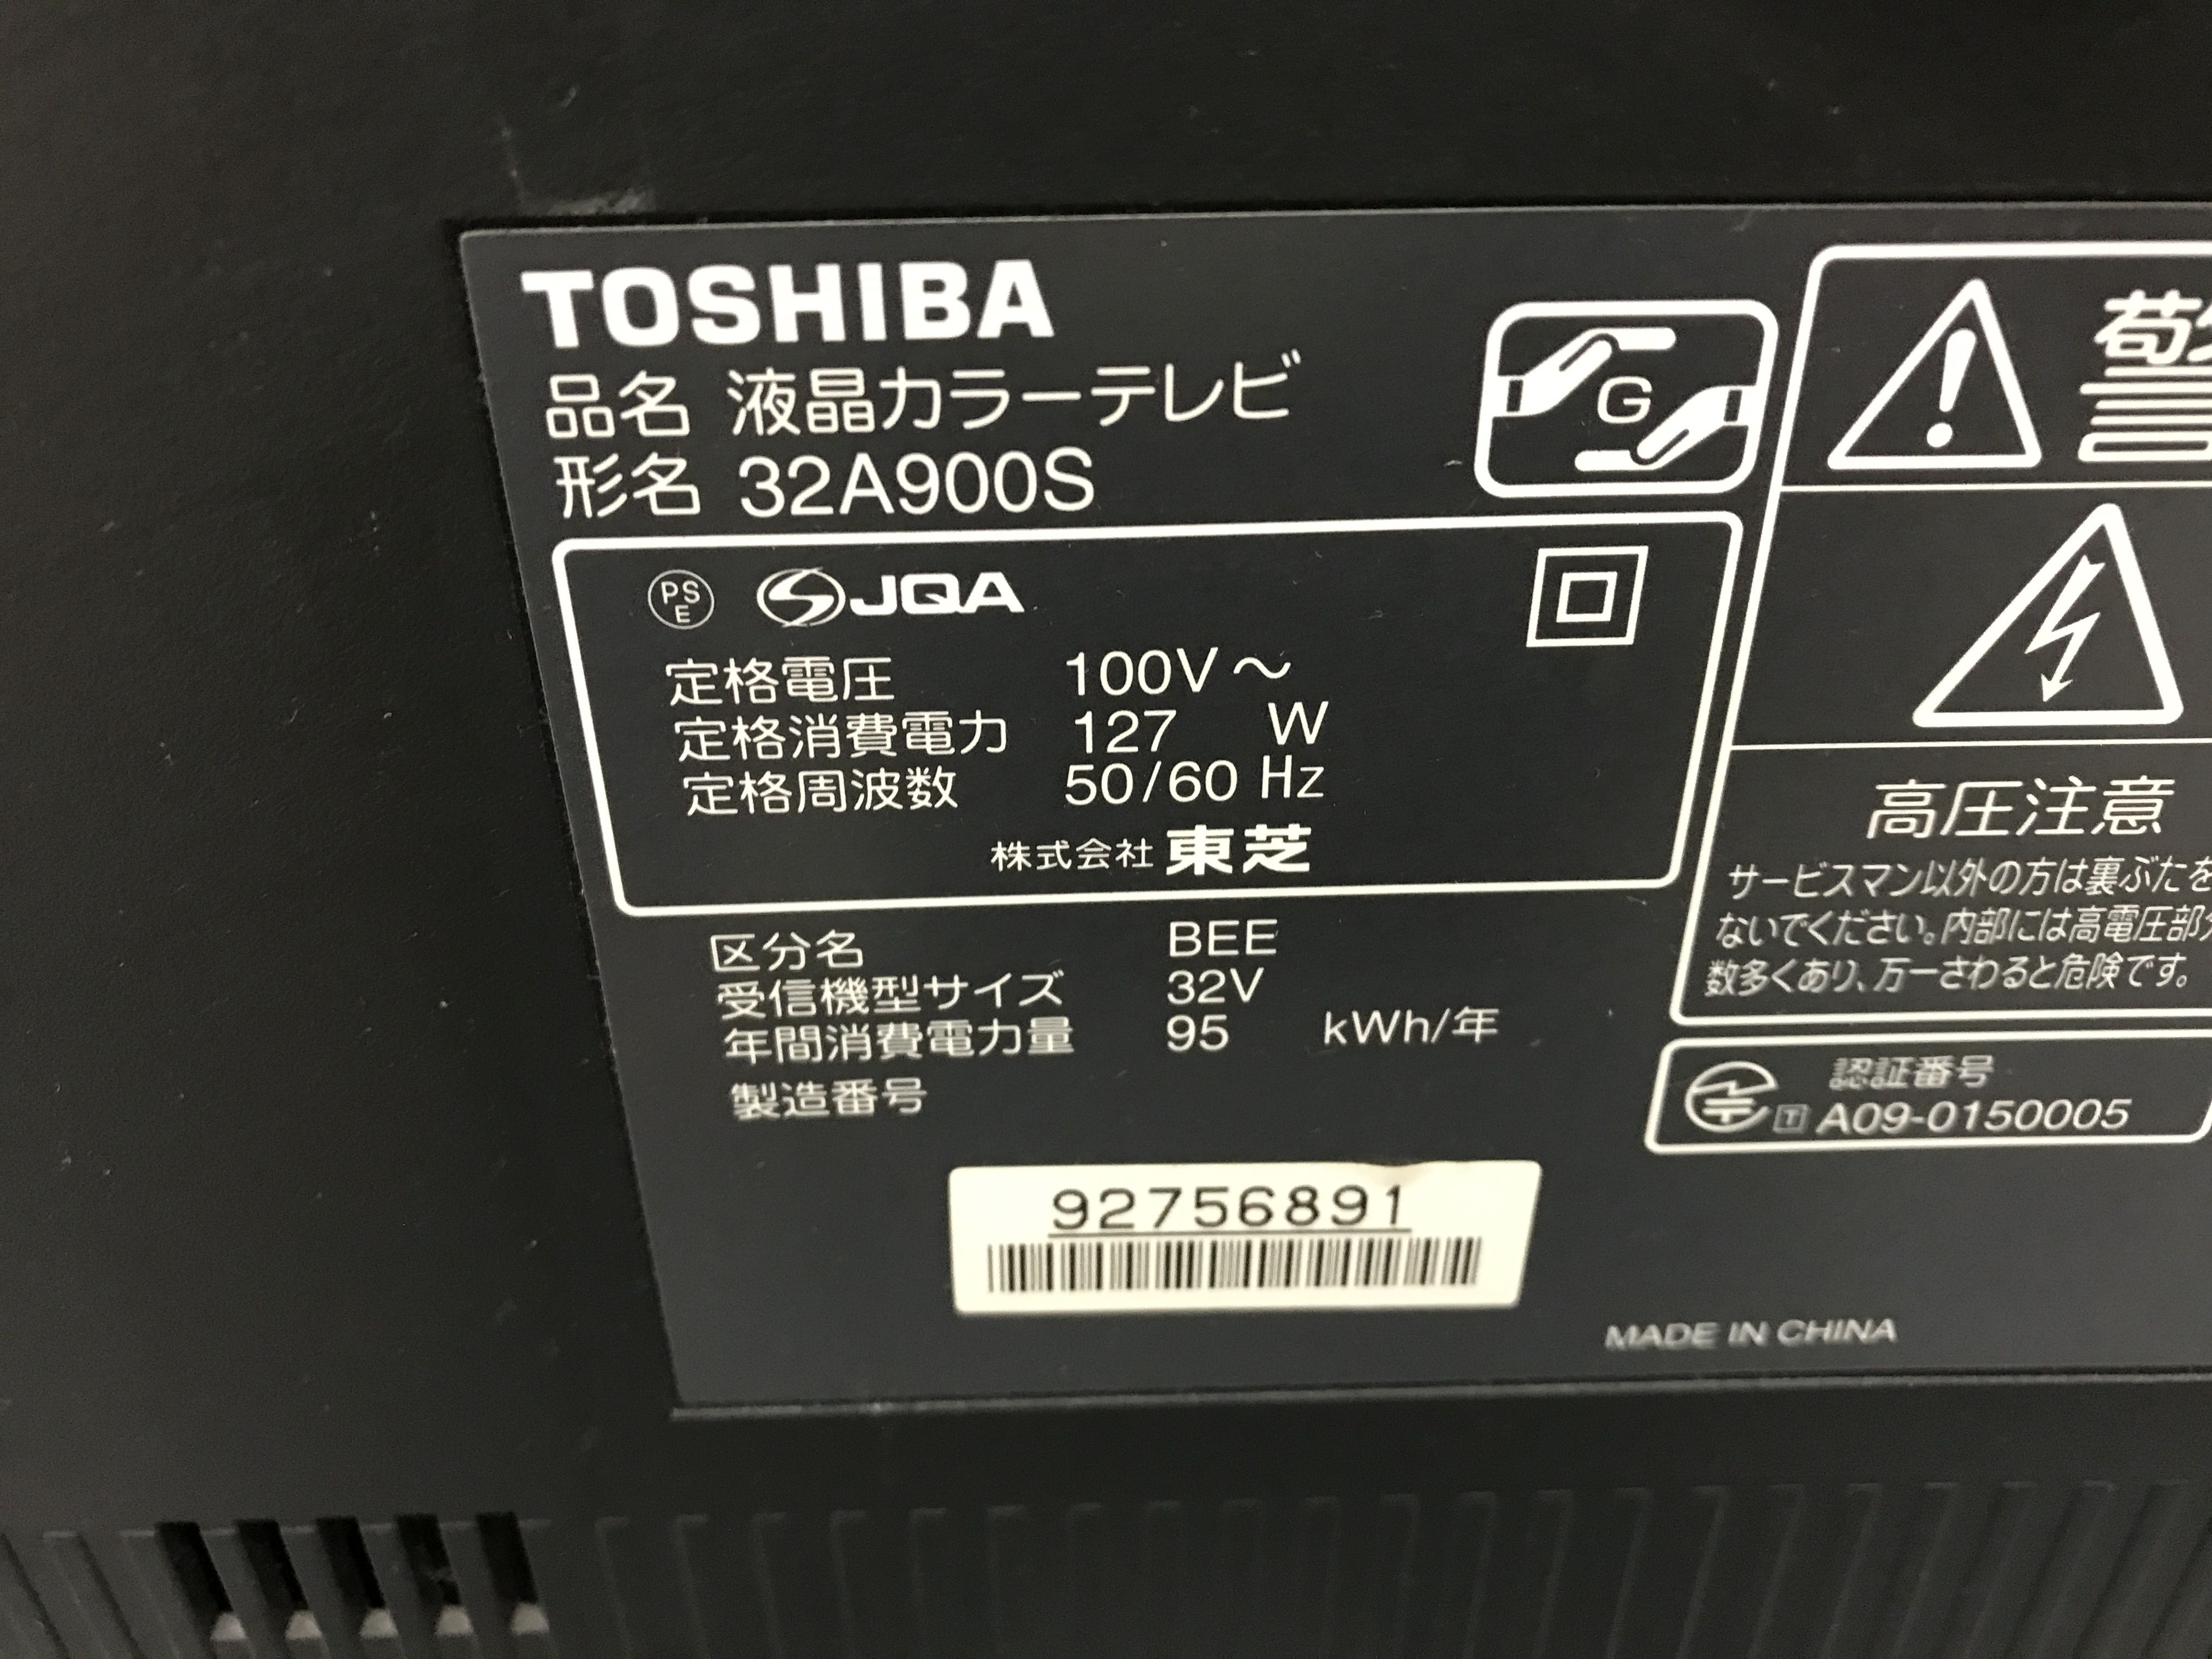 TOSHIBA
品名 液晶カラーテレビ
形名 32A900S
G
PS
E
JQA
定格電圧 100V～
定格消費電力 127 W
定格周波数 50/60 Hz
株式会社 東芝
区分名 BEE
受信機型サイズ 32V
年間消費電力量 95 kWh/年
製造番号
92756891
高圧注意
サービスマン以外の方は裏ぶたを
ないでください。内部には高電圧部分
数多くあり、万一さわると危険です。
認証番号
T A09-0150005
MADE IN CHINA